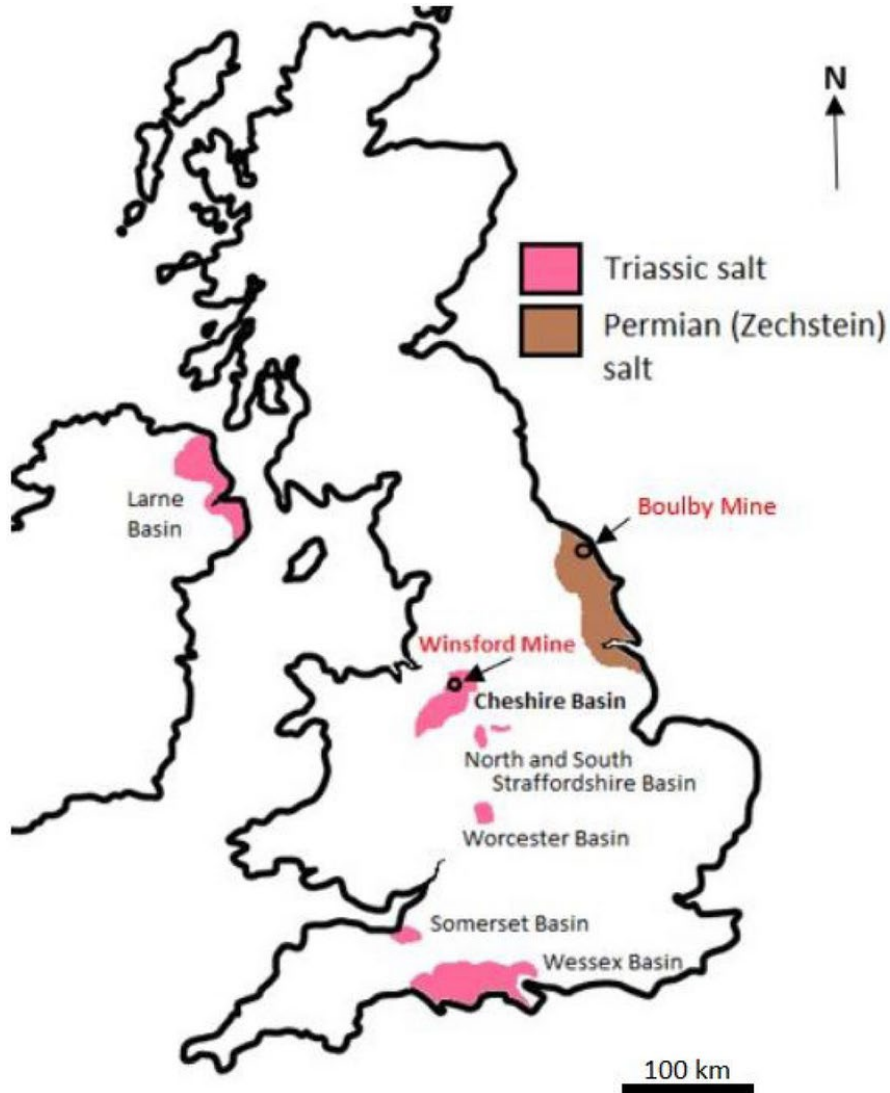 N
Triassic salt
Permian (Zechstein)
salt
Larne
Basin
Boulby Mine
Winsford Mine
Cheshire Basin
North and South
Straffordshire Basin
Worcester Basin
Somerset Basin
Wessex Basin
100 km